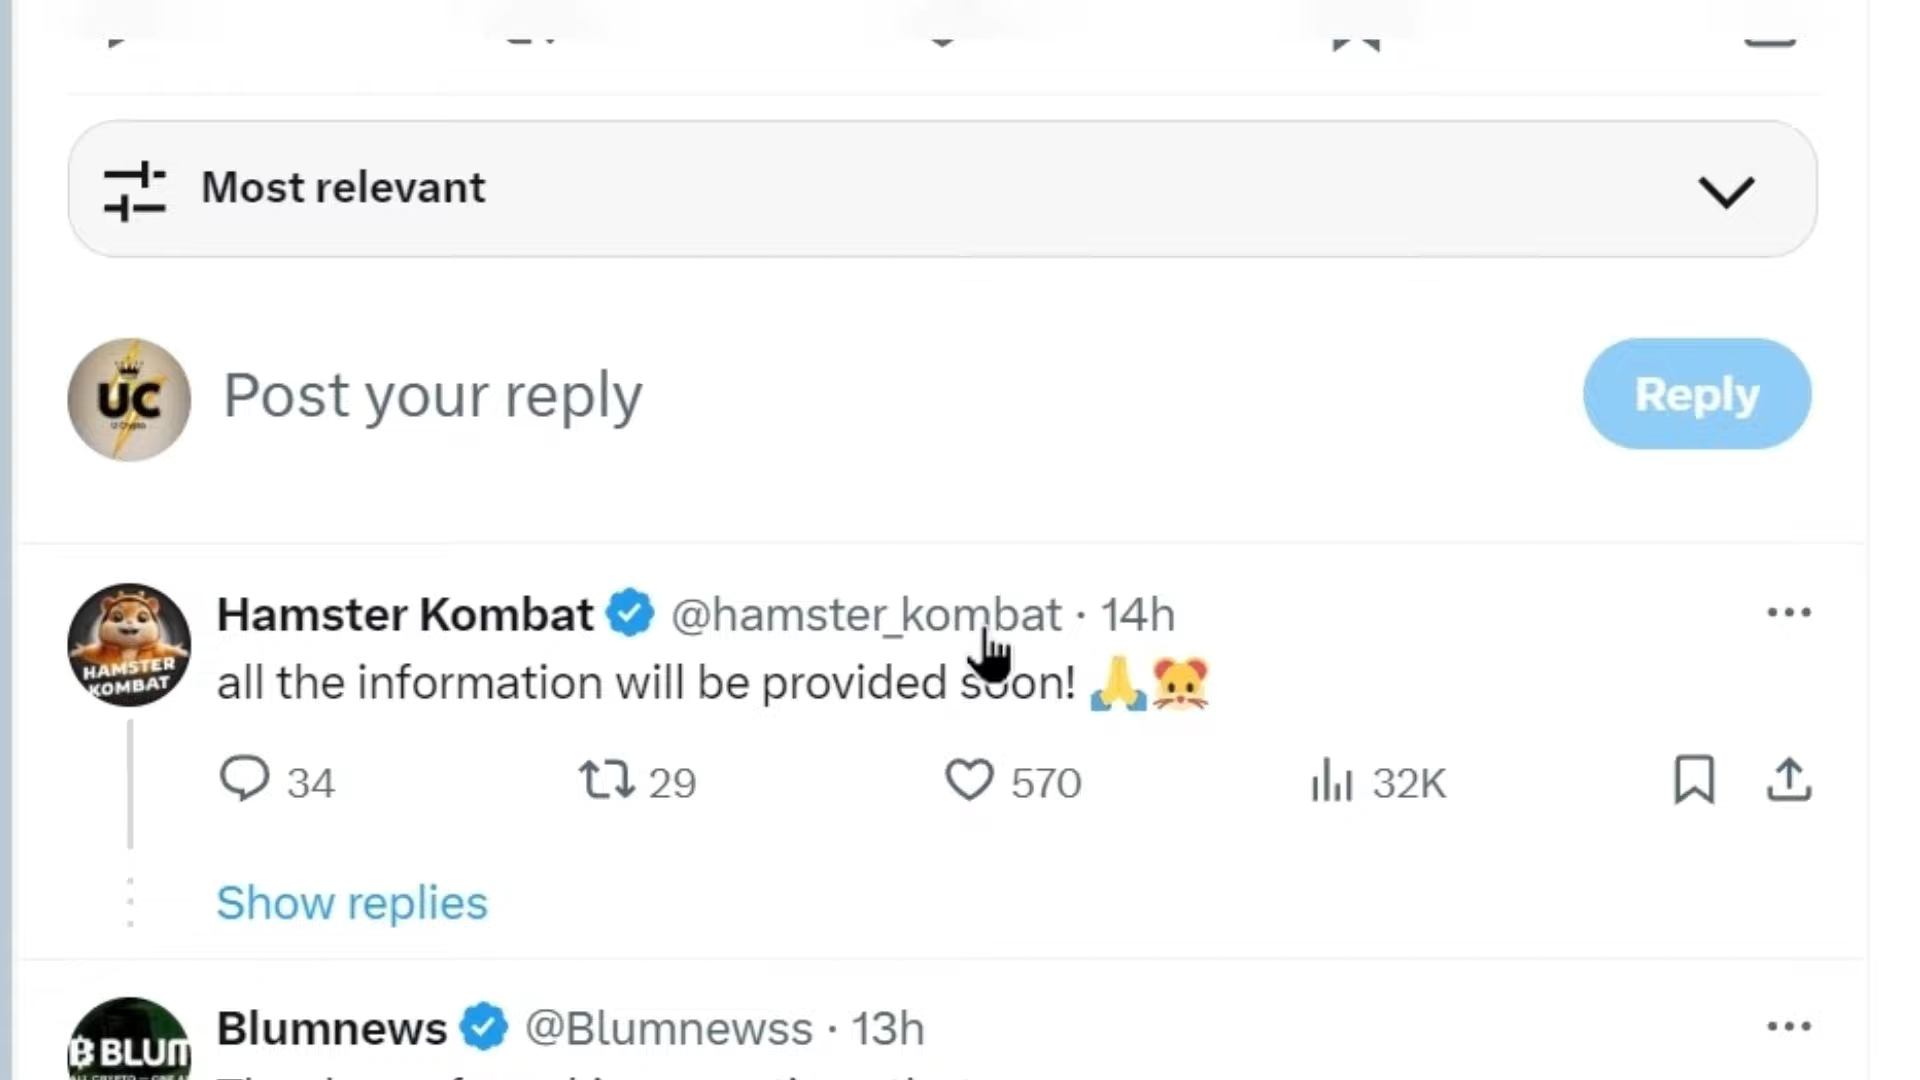 Most relevant
UC
Post your reply
Reply
Hamster Kombat @hamster_kombat · 14h
HAMSTER
KOMBAT
all the information will be provided soon! 🙏🐹
34 29 570 32K
Show replies
Blumnews @Blumnewss · 13h
BLUM